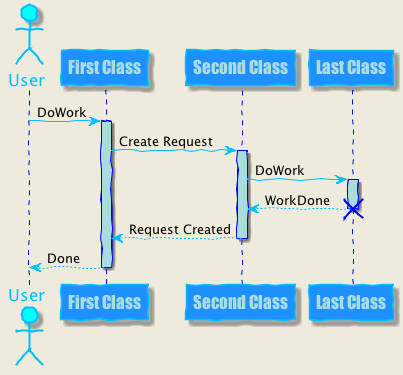 User
First Class
Second Class
Last Class
DoWork
Create Request
DoWork
WorkDone
Request Created
Done
User
First Class
Second Class
Last Class